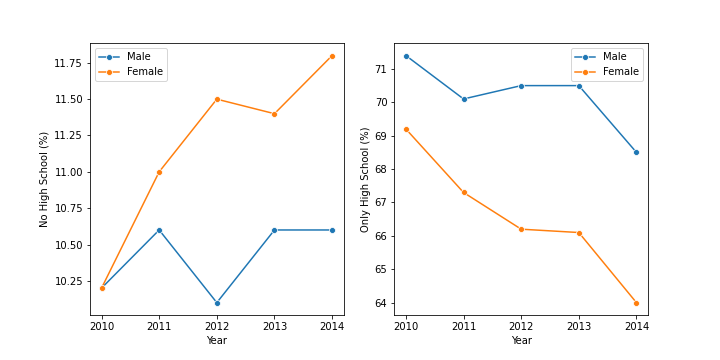 Male
Female
11.75
11.50
11.25
11.00
10.75
10.50
10.25
No High School (%)
2010 2011 2012 2013 2014
Year
Male
Female
71
70
69
68
67
66
65
64
Only High School (%)
2010 2011 2012 2013 2014
Year